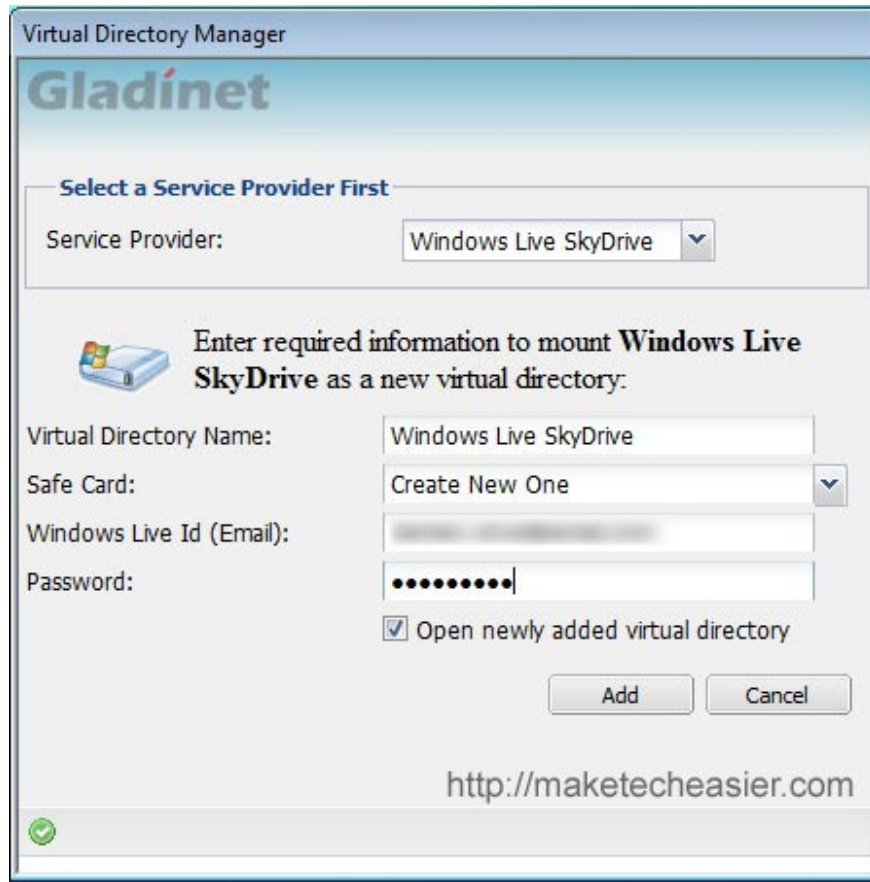 Virtual Directory Manager
Gladinet
Select a Service Provider First
Service Provider: Windows Live SkyDrive
Enter required information to mount Windows Live
SkyDrive as a new virtual directory:
Virtual Directory Name: Windows Live SkyDrive
Safe Card: Create New One
Windows Live Id (Email):
Password: •••••••••
Open newly added virtual directory
Add Cancel
http://maketecheasier.com